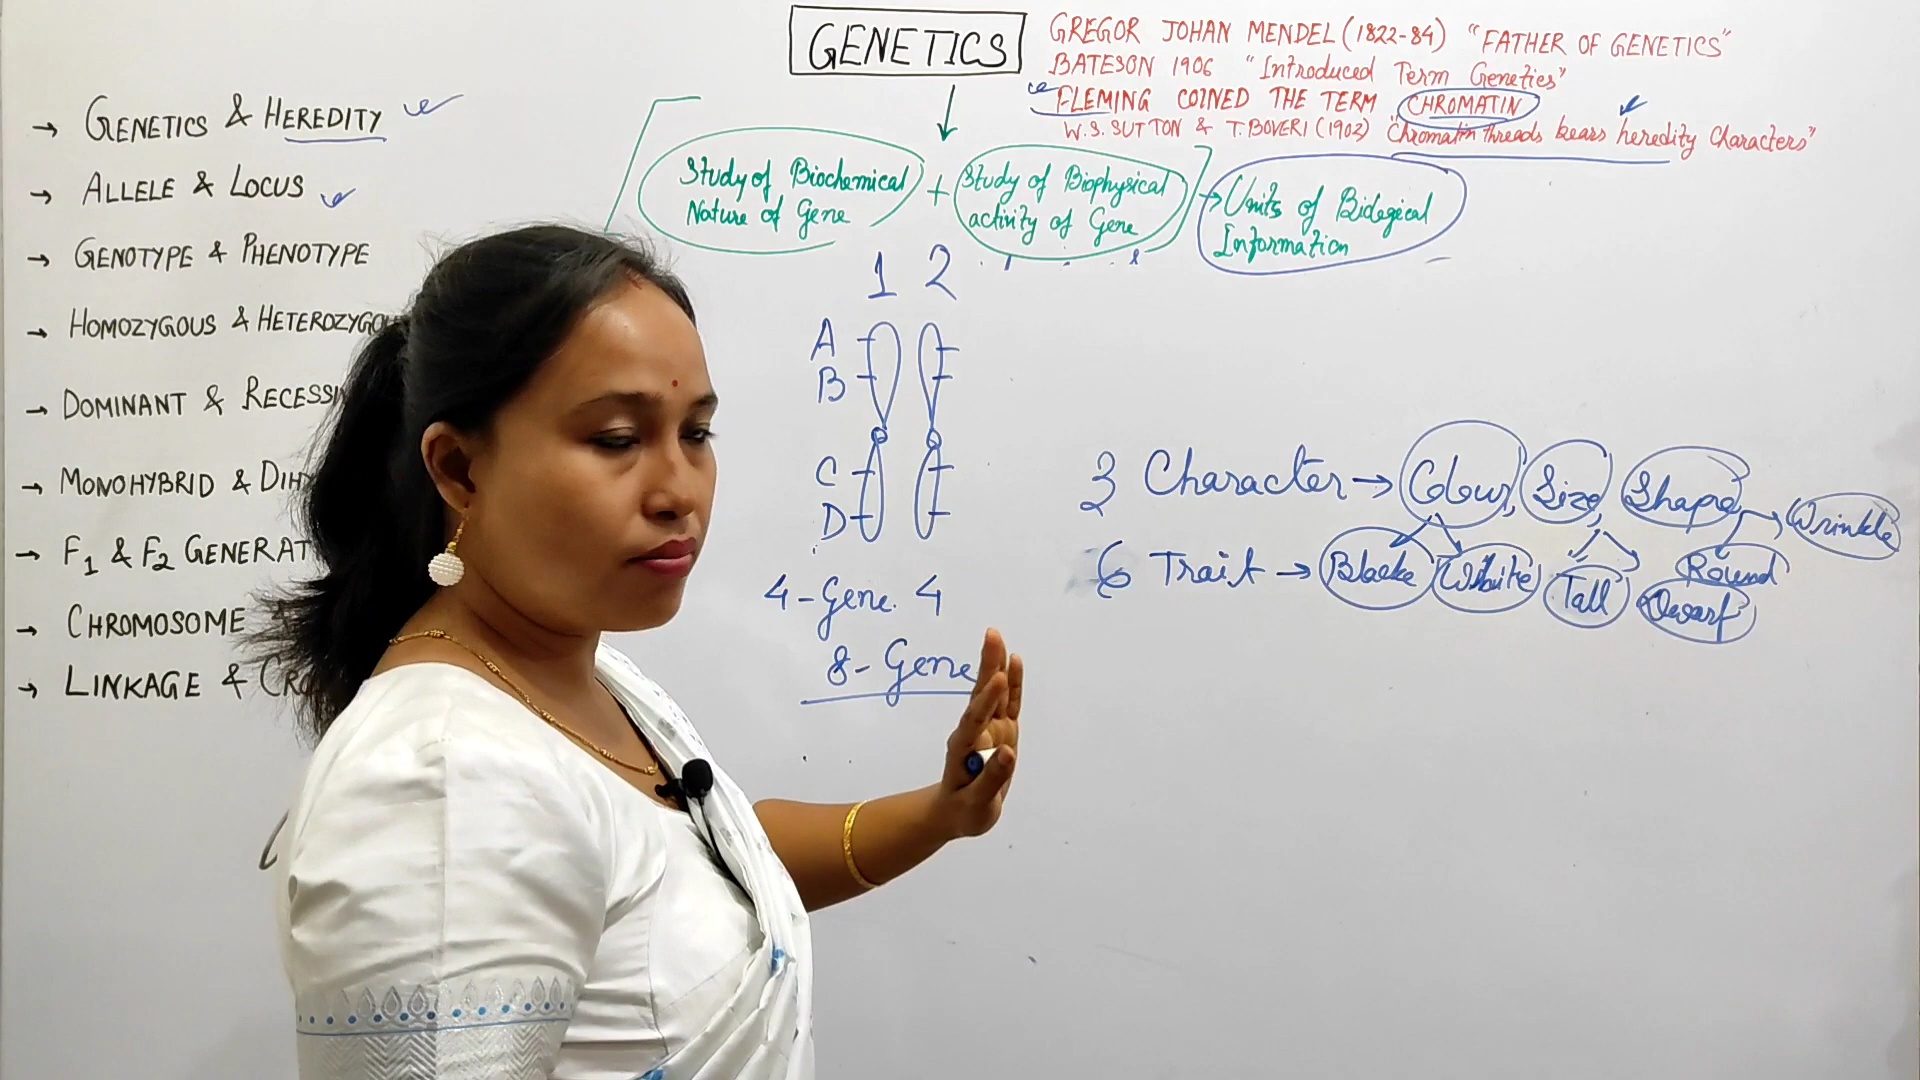 GENETICS
GREGOR JOHAN MENDEL (1822-84) "FATHER OF GENETICS"
BATESON 1906 "Introduced Term Genetics"
FLEMING COINED THE TERM CHROMATIN
W.S. SUTTON & T. BOVERI (1902) "Chromatin threads bears heredity Characters"
→ GENETICS & HEREDITY
→ ALLELE & LOCUS
→ GENOTYPE & PHENOTYPE
→ HOMOZYGOUS & HETEROZYGOU
→ DOMINANT & RECESSIV
→ MONOHYBRID & DIH
→ F1 & F2 GENERAT
→ CHROMOSOME
→ LINKAGE & CRO
Study of Biochemical
Nature of Gene
+
Study of Biophysical
activity of Gene
→ Units of Biological
Information
1 2
A
B
C
D
4-Gene. 4
8-Gene
3 Character → Colour, Size, Shape
Wrinkle
6 Trait → Blacke White Tall Round
Dwarf